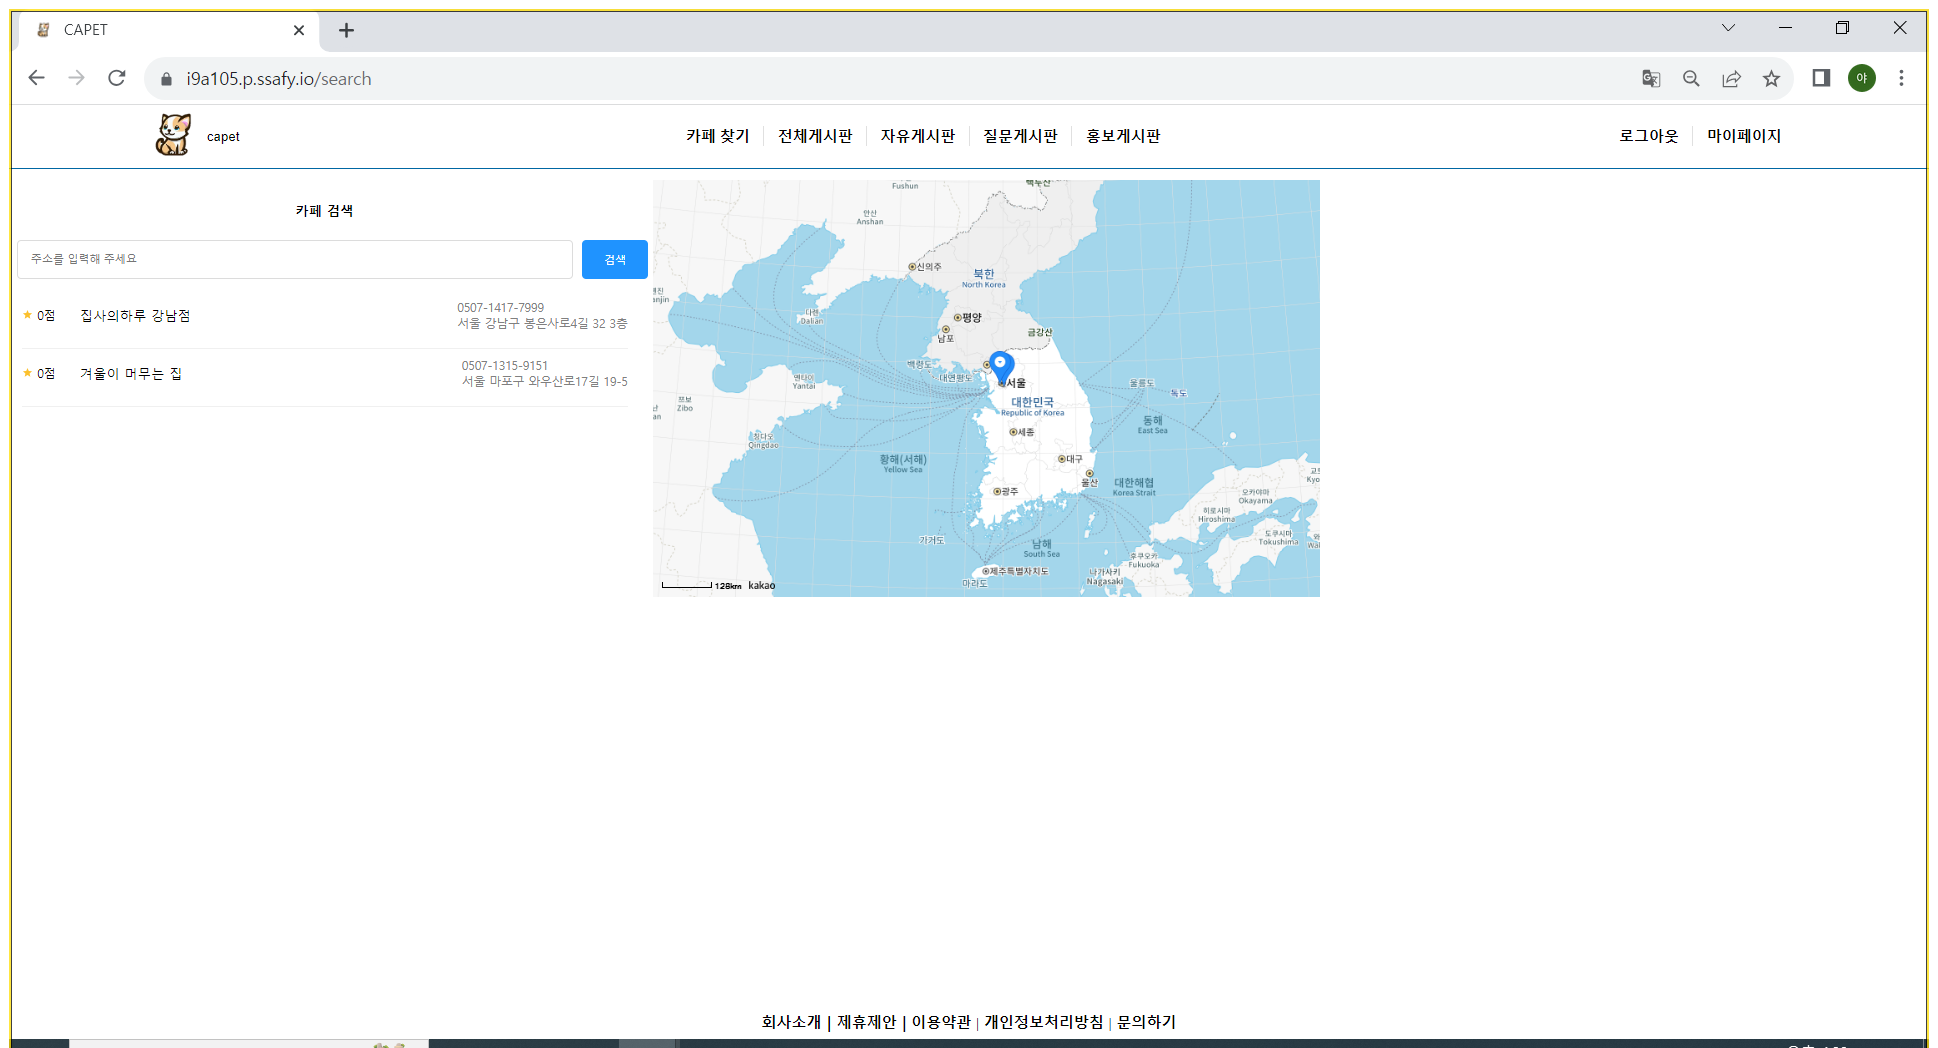 CAPET
i9a105.p.ssafy.io/search
야
capet
카페 찾기
전체게시판
자유게시판
질문게시판
홍보게시판
로그아웃
마이페이지
카페 검색
주소를 입력해 주세요
검색
0점
집사의하루 강남점
0507-1417-7999
서울 강남구 봉은사로4길 32 3층
0점
겨울이 머무는 집
0507-1315-9151
서울 마포구 와우산로17길 19-5
Fushun
안산
Anshan
신의주
북한
North Korea
다롄
Dalian
평양
남포
금강산
백령도
대연평도
서울
옌타이
Yantai
쯔보
Zibo
대한민국
Republic of Korea
울릉도
독도
동해
East Sea
세종
칭다오
Qingdao
황해(서해)
Yellow Sea
대구
울산
대한해협
Korea Strait
광주
오카야마
Okayama
히로시마
Hiroshima
도쿠시마
Tokushima
가거도
남해
South Sea
후쿠오카
Fukuoka
제주특별자치도
마라도
나가사키
Nagasaki
128km kakao
회사소개 | 제휴제안 | 이용약관 | 개인정보처리방침 | 문의하기